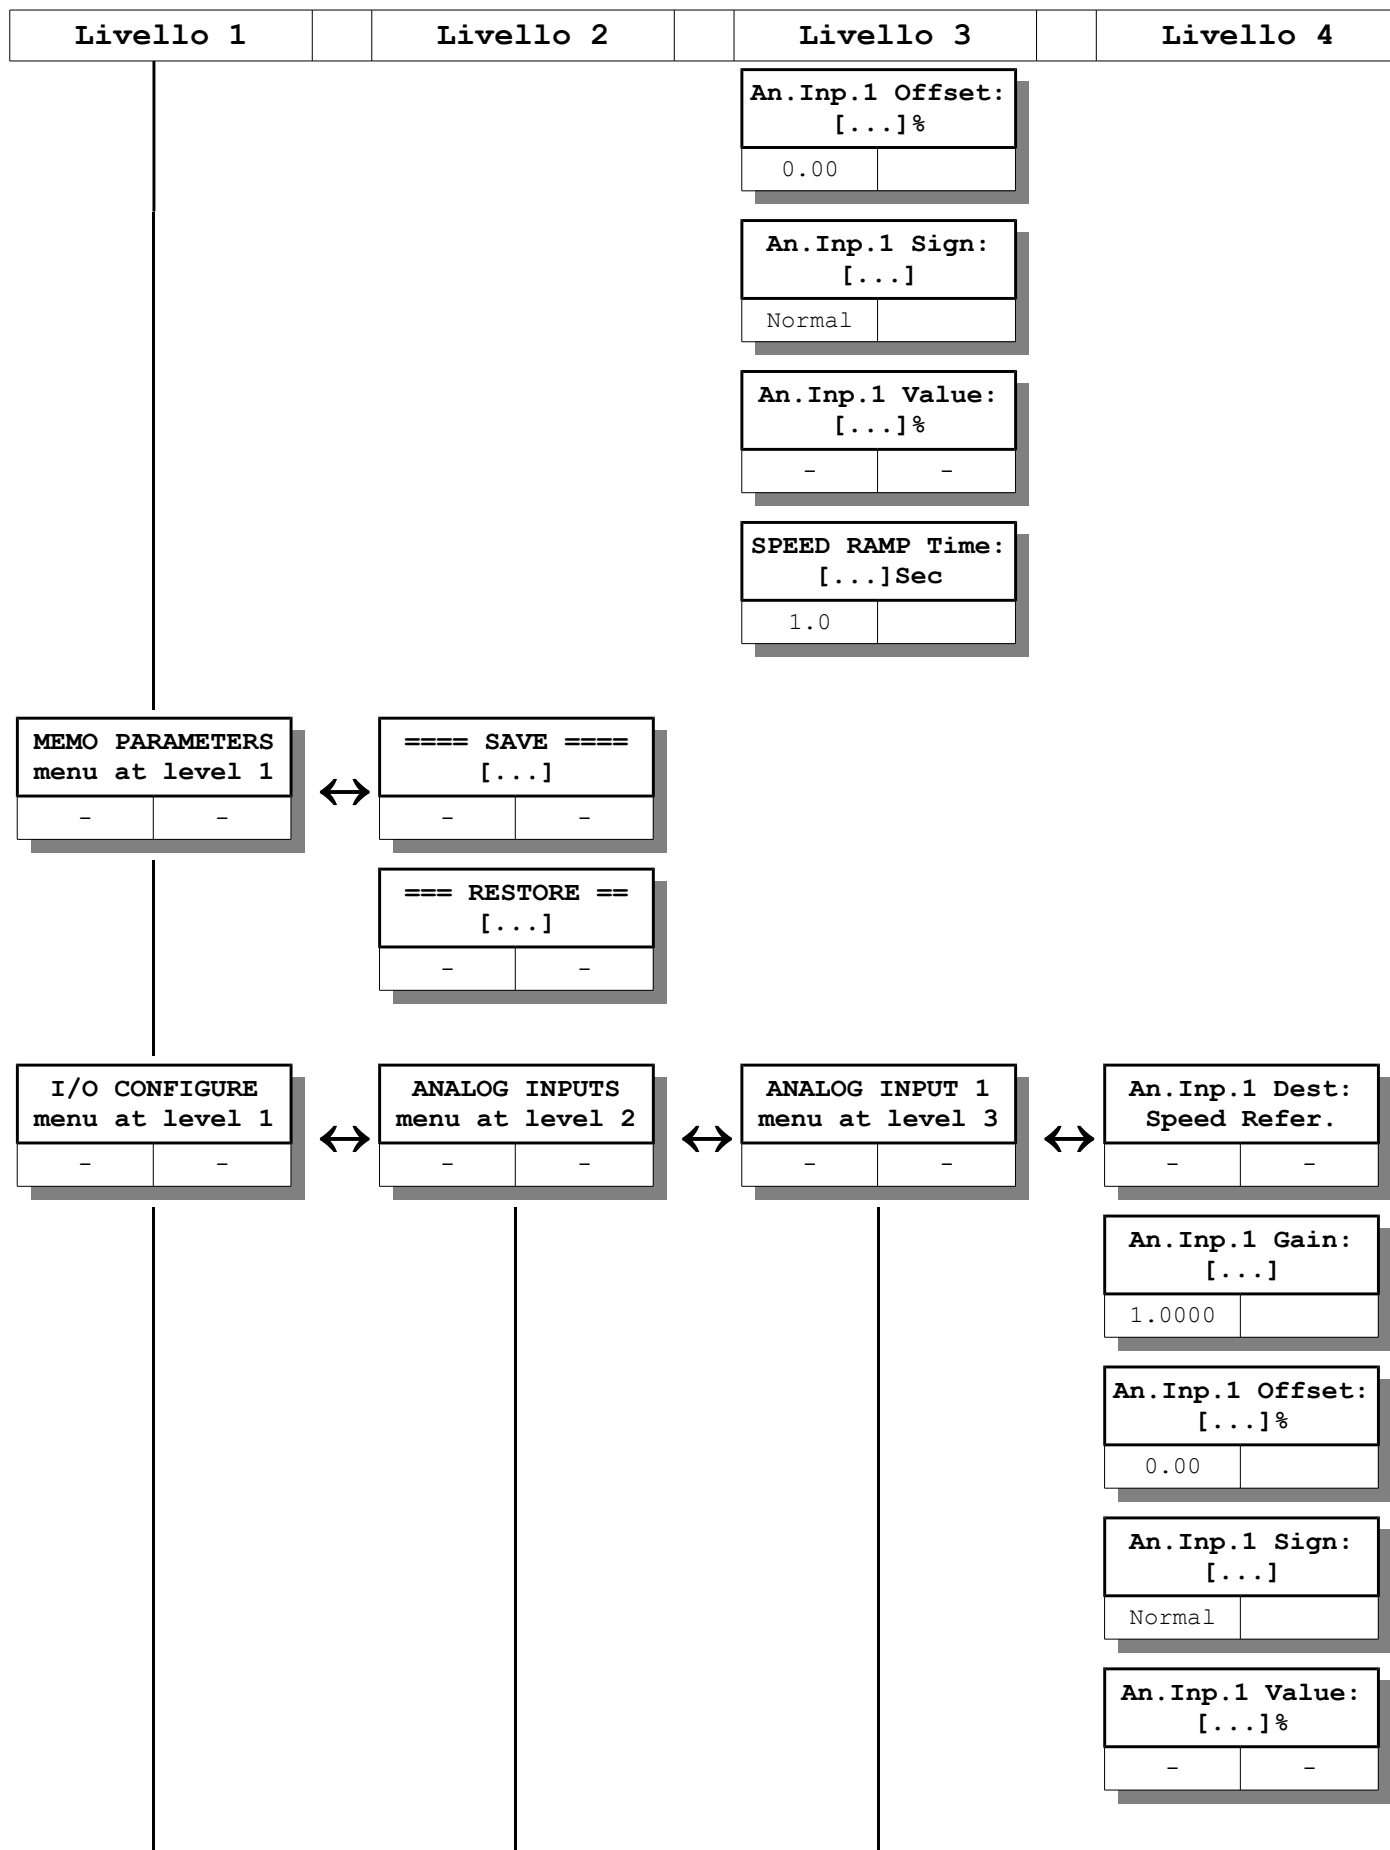 Livello 1 Livello 2 Livello 3 Livello 4
An.Inp.1 Offset:
[...]%
0.00
An.Inp.1 Sign:
[...]
Normal
An.Inp.1 Value:
[...]%
- -
SPEED RAMP Time:
[...]Sec
1.0
MEMO PARAMETERS
menu at level 1
- -
==== SAVE ====
[...]
- -
=== RESTORE ==
[...]
- -
I/O CONFIGURE
menu at level 1
- -
ANALOG INPUTS
menu at level 2
- -
ANALOG INPUT 1
menu at level 3
- -
An.Inp.1 Dest:
Speed Refer.
- -
An.Inp.1 Gain:
[...]
1.0000
An.Inp.1 Offset:
[...]%
0.00
An.Inp.1 Sign:
[...]
Normal
An.Inp.1 Value:
[...]%
- -